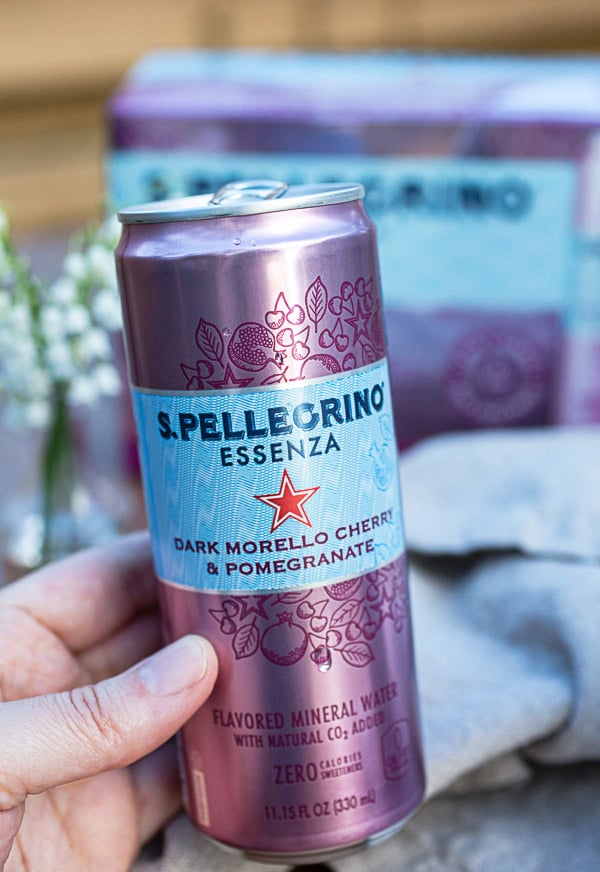 S.PELLEGRINO
S.PELLEGRINO®
ESSENZA
DARK MORELLO CHERRY
& POMEGRANATE
FLAVORED MINERAL WATER
WITH NATURAL CO₂ ADDED
ZERO CALORIES
SWEETENERS
11.15 FL OZ (330 mL)